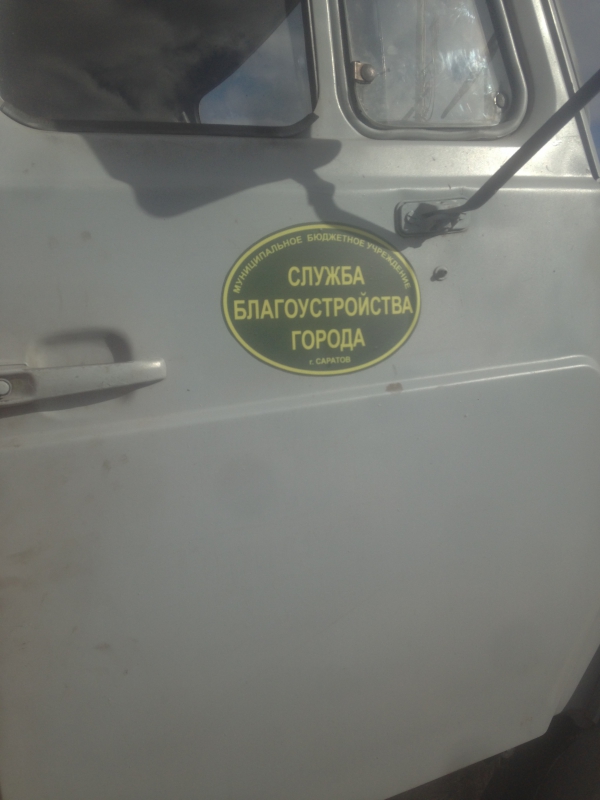 МУНИЦИПАЛЬНОЕ БЮДЖЕТНОЕ УЧРЕЖДЕНИЕ
СЛУЖБА
БЛАГОУСТРОЙСТВА
ГОРОДА
г. САРАТОВ